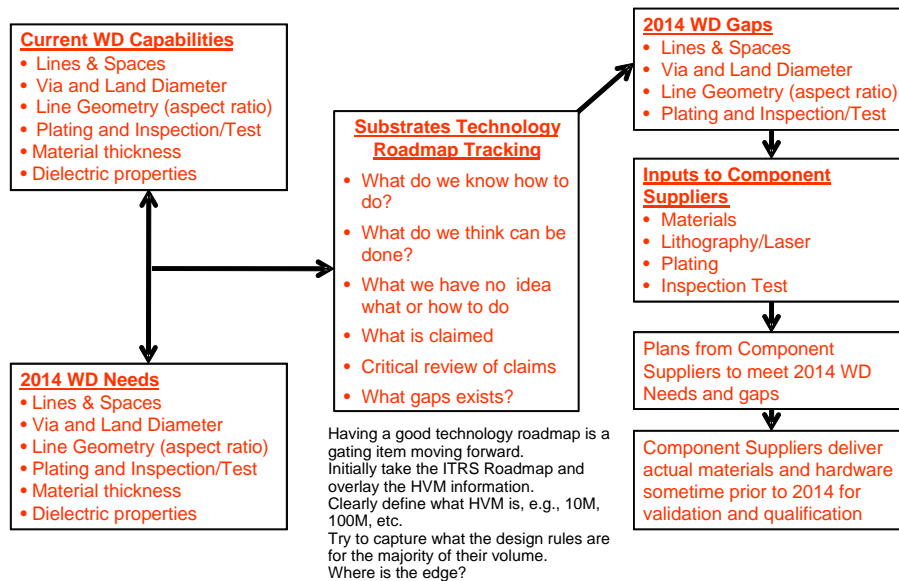 Current WD Capabilities
• Lines & Spaces
• Via and Land Diameter
• Line Geometry (aspect ratio)
• Plating and Inspection/Test
• Material thickness
• Dielectric properties
2014 WD Needs
• Lines & Spaces
• Via and Land Diameter
• Line Geometry (aspect ratio)
• Plating and Inspection/Test
• Material thickness
• Dielectric properties
Substrates Technology
Roadmap Tracking
• What do we know how to
do?
• What do we think can be
done?
• What we have no idea
what or how to do
• What is claimed
• Critical review of claims
• What gaps exists?
Having a good technology roadmap is a
gating item moving forward.
Initially take the ITRS Roadmap and
overlay the HVM information.
Clearly define what HVM is, e.g., 10M,
100M, etc.
Try to capture what the design rules are
for the majority of their volume.
Where is the edge?
2014 WD Gaps
• Lines & Spaces
• Via and Land Diameter
• Line Geometry (aspect ratio)
• Plating and Inspection/Test
Inputs to Component
Suppliers
• Materials
• Lithography/Laser
• Plating
• Inspection Test
Plans from Component
Suppliers to meet 2014 WD
Needs and gaps
Component Suppliers deliver
actual materials and hardware
sometime prior to 2014 for
validation and qualification